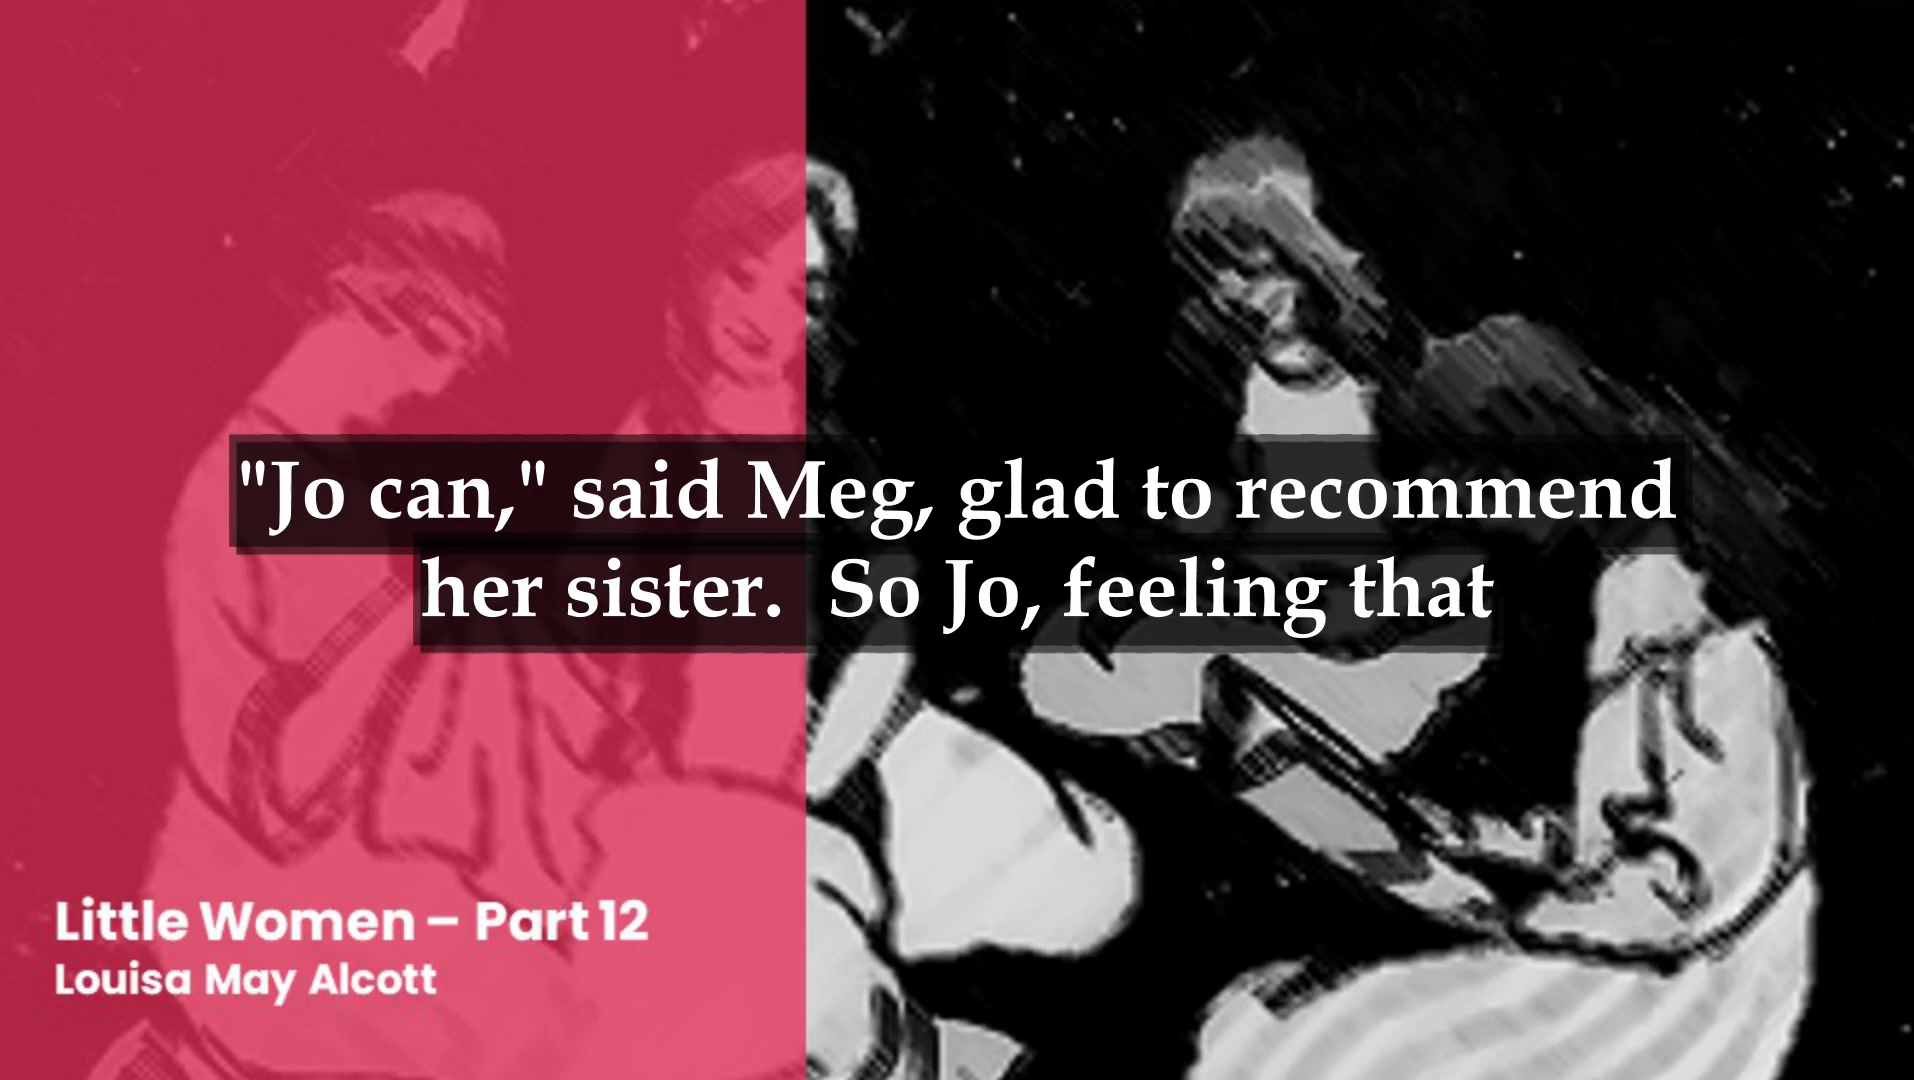 "Jo can," said Meg, glad to recommend
her sister.  So Jo, feeling that
Little Women – Part 12
Louisa May Alcott